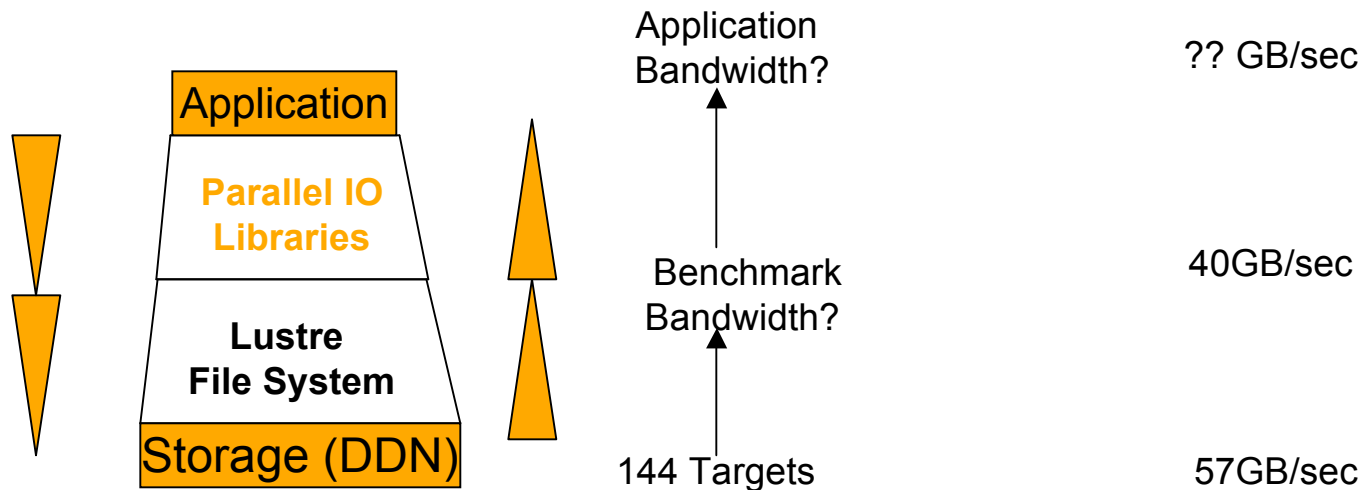 Application
Bandwidth?
?? GB/sec
Application
Parallel IO
Libraries
Benchmark
Bandwidth?
40GB/sec
Lustre
File System
Storage (DDN)
144 Targets
57GB/sec